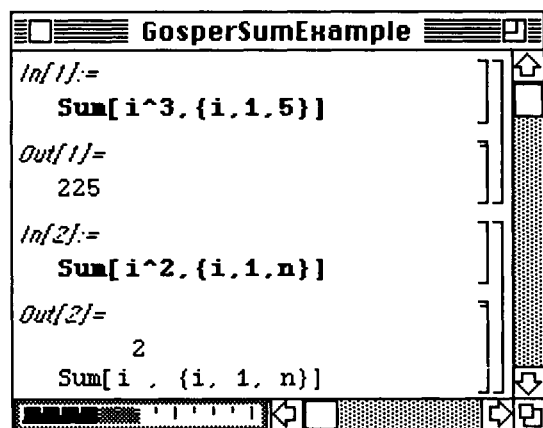 GosperSumExample
In[1]:=
Sum[i^3,{i,1,5}]
Out[1]=
225
In[2]:=
Sum[i^2,{i,1,n}]
Out[2]=
2
Sum[i , {i, 1, n}]